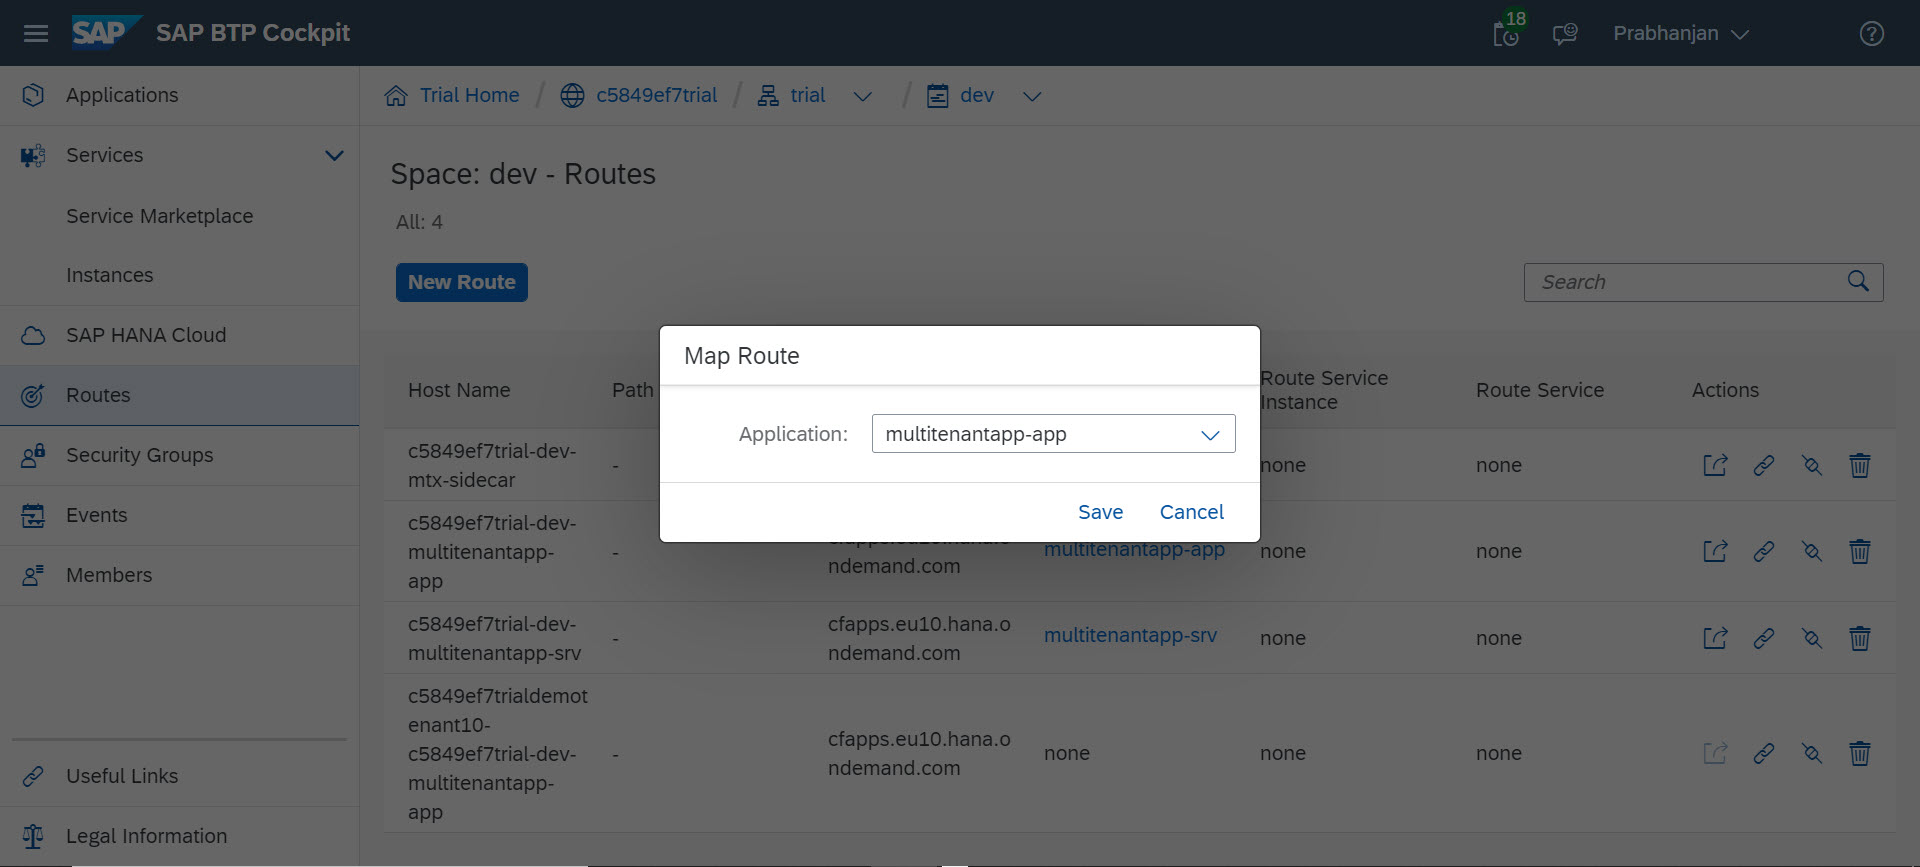 SAP SAP BTP Cockpit
18
Prabhanjan
Applications
Services
Service Marketplace
Instances
SAP HANA Cloud
Routes
Security Groups
Events
Members
Useful Links
Legal Information
Trial Home / c5849ef7trial / trial / dev
Space: dev - Routes
All: 4
New Route
Search
Host Name
Path
Route Service
Instance
Route Service
Actions
c5849ef7trial-dev-
mtx-sidecar
-
none
none
c5849ef7trial-dev-
multitenantapp-
app
-
ndemand.com
multitenantapp-app
none
none
c5849ef7trial-dev-
multitenantapp-srv
-
cfapps.eu10.hana.o
ndemand.com
multitenantapp-srv
none
none
c5849ef7trialdemot
enant10-
c5849ef7trial-dev-
multitenantapp-
app
-
cfapps.eu10.hana.o
ndemand.com
none
none
none
Map Route
Application:
multitenantapp-app
Save
Cancel